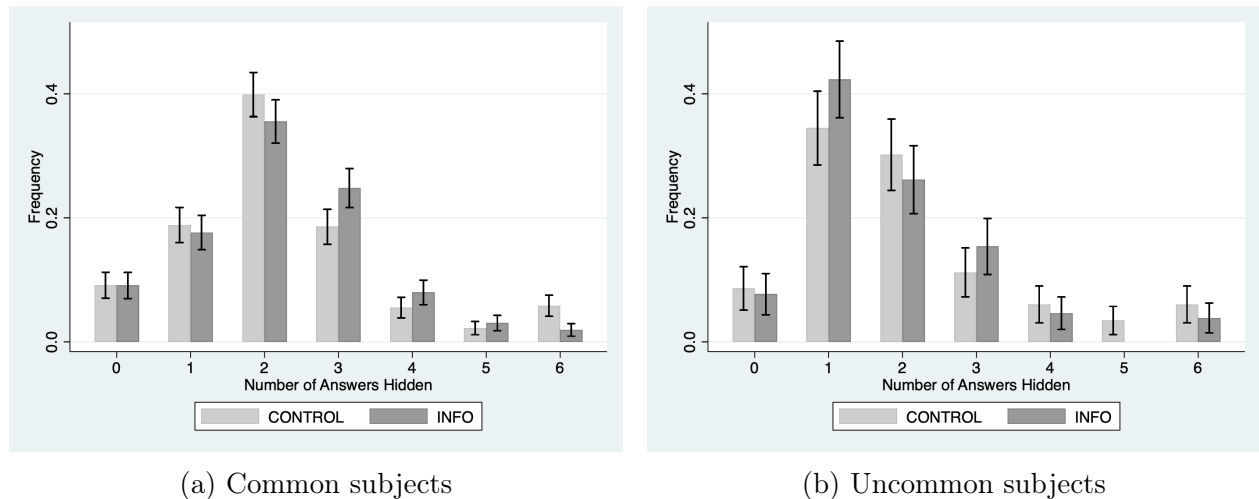 0.4
0.2
0.0
Frequency
0 1 2 3 4 5 6
Number of Answers Hidden
CONTROL INFO
(a) Common subjects
0.4
0.2
0.0
Frequency
0 1 2 3 4 5 6
Number of Answers Hidden
CONTROL INFO
(b) Uncommon subjects